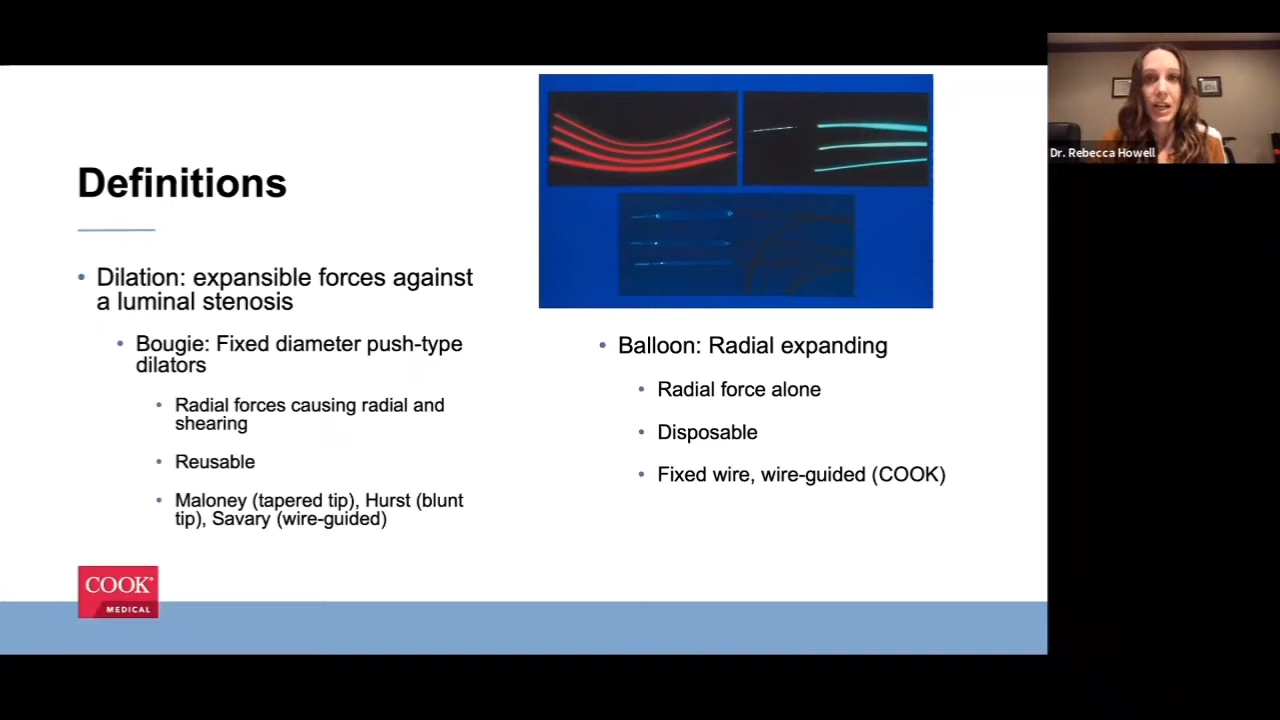 Definitions
• Dilation: expansible forces against
a luminal stenosis
• Bougie: Fixed diameter push-type
dilators
• Radial forces causing radial and
shearing
• Reusable
• Maloney (tapered tip), Hurst (blunt
tip), Savary (wire-guided)
• Balloon: Radial expanding
• Radial force alone
• Disposable
• Fixed wire, wire-guided (COOK)
COOK®
MEDICAL
Dr. Rebecca Howell